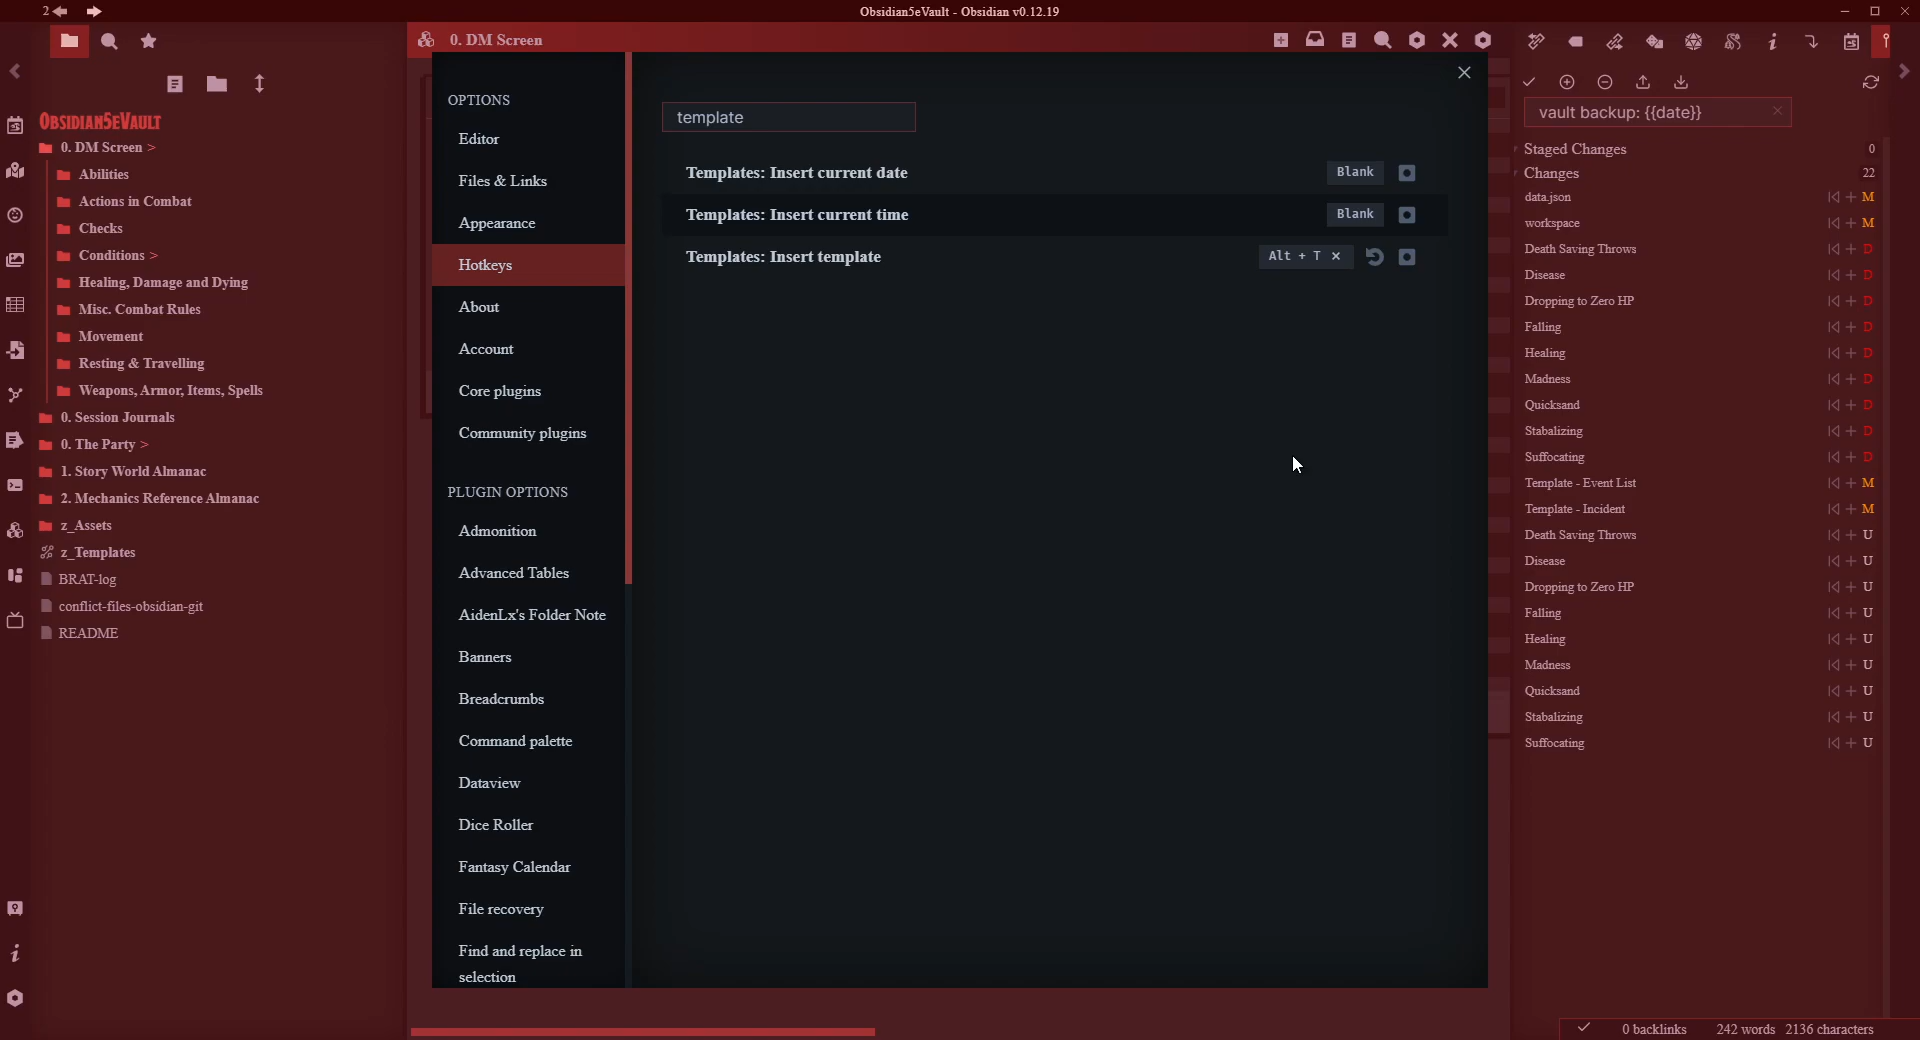 2
Obsidian5eVault - Obsidian v0.12.19
0. DM Screen
OBSIDIAN5EVAULT
0. DM Screen >
Abilities
Actions in Combat
Checks
Conditions >
Healing, Damage and Dying
Misc. Combat Rules
Movement
Resting & Travelling
Weapons, Armor, Items, Spells
0. Session Journals
0. The Party >
1. Story World Almanac
2. Mechanics Reference Almanac
z_Assets
z_Templates
BRAT-log
conflict-files-obsidian-git
README
OPTIONS
Editor
Files & Links
Appearance
Hotkeys
About
Account
Core plugins
Community plugins
PLUGIN OPTIONS
Admonition
Advanced Tables
AidenLx's Folder Note
Banners
Breadcrumbs
Command palette
Dataview
Dice Roller
Fantasy Calendar
File recovery
Find and replace in
selection
template
Templates: Insert current date Blank
Templates: Insert current time Blank
Templates: Insert template Alt + T ×
vault backup: {{date}}
Staged Changes 0
Changes 22
data.json M
workspace M
Death Saving Throws D
Disease D
Dropping to Zero HP D
Falling D
Healing D
Madness D
Quicksand D
Stabalizing D
Suffocating D
Template - Event List M
Template - Incident M
Death Saving Throws U
Disease U
Dropping to Zero HP U
Falling U
Healing U
Madness U
Quicksand U
Stabalizing U
Suffocating U
0 backlinks 242 words 2136 characters